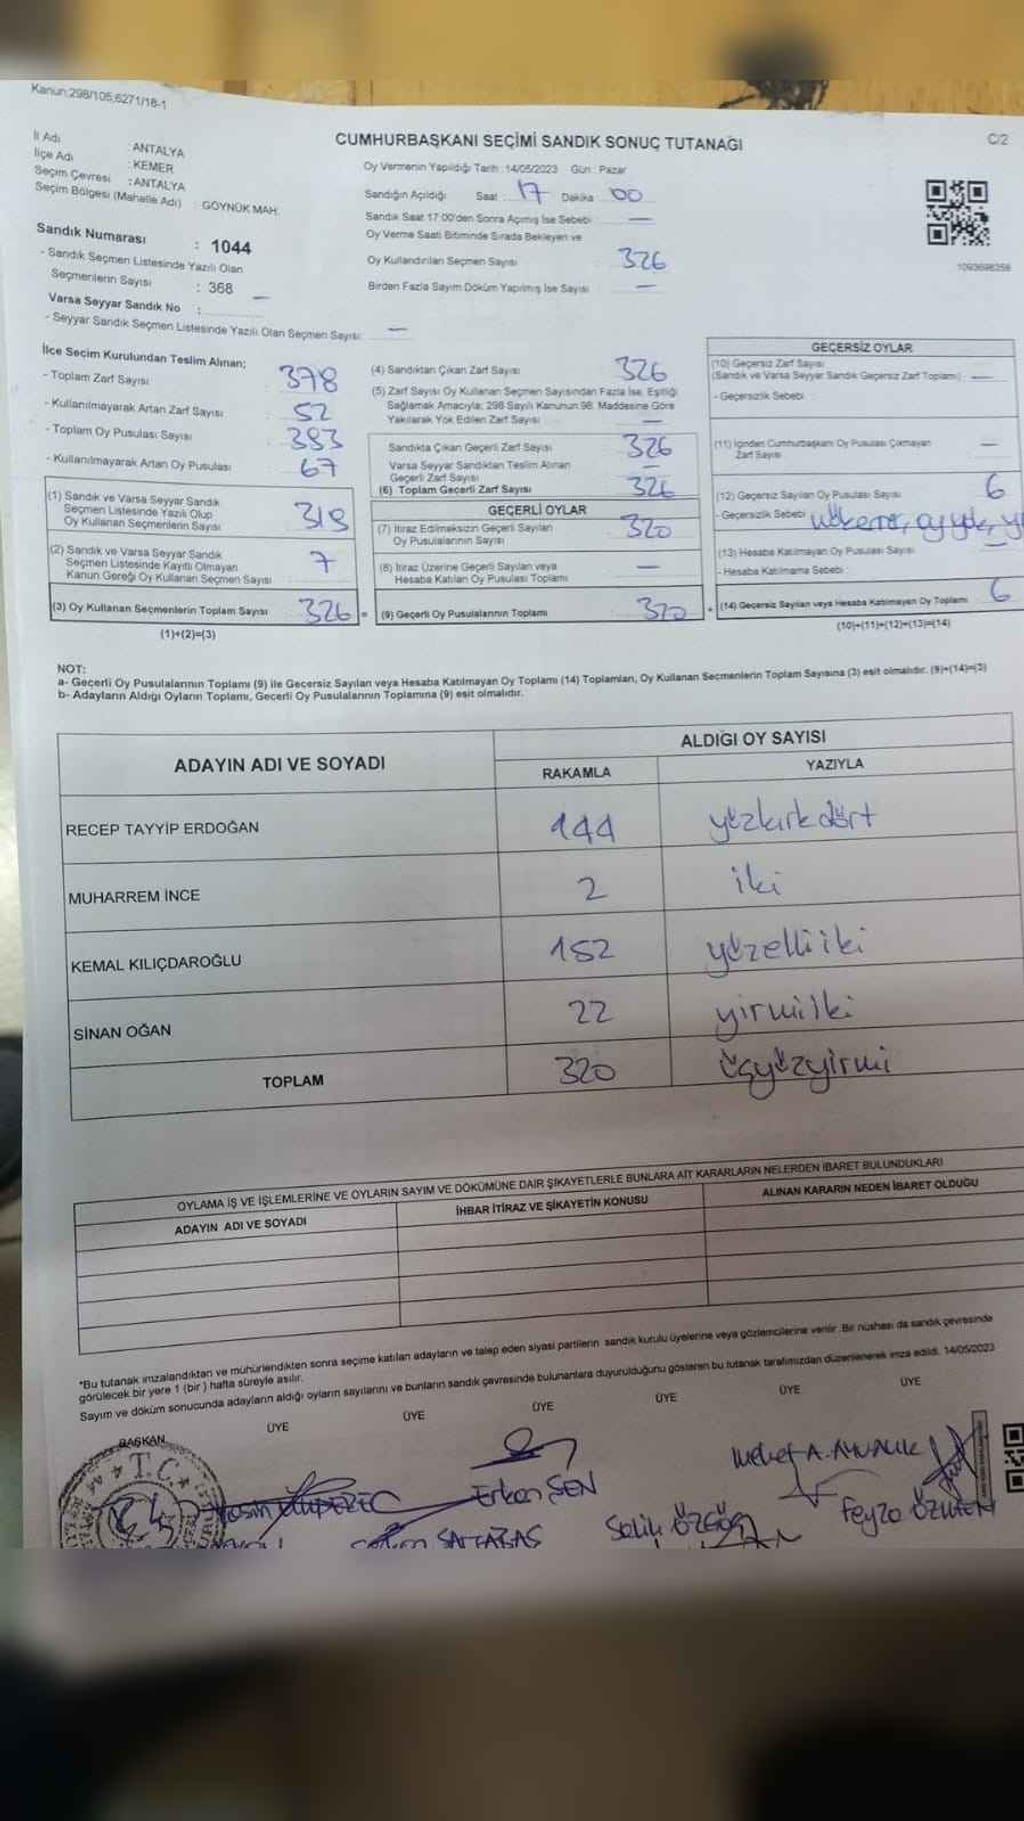 Kanun:298/105,6271/18-1
C/2
CUMHURBAŞKANI SEÇİMİ SANDIK SONUÇ TUTANAĞI
İl Adı : ANTALYA
İlçe Adı : KEMER
Seçim Çevresi : ANTALYA
Seçim Bölgesi (Mahalle Adı) : GÖYNÜK MAH.
Oy Vermenin Yapıldığı Tarih : 14/05/2023 Gün : Pazar
Sandığın Açıldığı Saat : 17 Dakika 00
Sandık Saat 17:00'den Sonra Açılmış İse Sebebi —
Oy Verme Saati Bitiminde Sırada Bekleyen ve
Oy Kullandırılan Seçmen Sayısı 326
Birden Fazla Sayım Döküm Yapılmış İse Sayısı —
1093698256
Sandık Numarası : 1044
- Sandık Seçmen Listesinde Yazılı Olan
Seçmenlerin Sayısı : 368
Varsa Seyyar Sandık No : —
- Seyyar Sandık Seçmen Listesinde Yazılı Olan Seçmen Sayısı: —
İlçe Seçim Kurulundan Teslim Alınan;
- Toplam Zarf Sayısı 378
- Kullanılmayarak Artan Zarf Sayısı 52
- Toplam Oy Pusulası Sayısı 383
- Kullanılmayarak Artan Oy Pusulası 67
(1) Sandık ve Varsa Seyyar Sandık
Seçmen Listesinde Yazılı Olup
Oy Kullanan Seçmenlerin Sayısı 319
(2) Sandık ve Varsa Seyyar Sandık
Seçmen Listesinde Kayıtlı Olmayan
Kanun Gereği Oy Kullanan Seçmen Sayısı 7
(3) Oy Kullanan Seçmenlerin Toplam Sayısı 326 =
(1)+(2)=(3)
(4) Sandıktan Çıkan Zarf Sayısı 326
(5) Zarf Sayısı Oy Kullanan Seçmen Sayısından Fazla İse, Eşitliği
Sağlamak Amacıyla; 298 Sayılı Kanunun 98. Maddesine Göre
Yakılarak Yok Edilen Zarf Sayısı —
Sandıkta Çıkan Geçerli Zarf Sayısı 326
Varsa Seyyar Sandıktan Teslim Alınan
Geçerli Zarf Sayısı —
(6) Toplam Geçerli Zarf Sayısı 326
GEÇERLİ OYLAR
(7) İtiraz Edilmeksizin Geçerli Sayılan
Oy Pusulalarının Sayısı 320
(8) İtiraz Üzerine Geçerli Sayılan veya
Hesaba Katılan Oy Pusulası Toplamı —
(9) Geçerli Oy Pusulalarının Toplamı 320 +
GEÇERSİZ OYLAR
(10) Geçersiz Zarf Sayısı
(Sandık ve Varsa Seyyar Sandık Geçersiz Zarf Toplamı) : —
- Geçersizlik Sebebi
(11) İçinden Cumhurbaşkanı Oy Pusulası Çıkmayan
Zarf Sayısı —
(12) Geçersiz Sayılan Oy Pusulası Sayısı 6
- Geçersizlik Sebebi
(13) Hesaba Katılmayan Oy Pusulası Sayısı —
- Hesaba Katılmama Sebebi :
(14) Geçersiz Sayılan veya Hesaba Katılmayan Oy Toplamı 6
(10)+(11)+(12)+(13)=(14)
NOT:
a- Geçerli Oy Pusulalarının Toplamı (9) ile Geçersiz Sayılan veya Hesaba Katılmayan Oy Toplamı (14) Toplamları, Oy Kullanan Seçmenlerin Toplam Sayısına (3) eşit olmalıdır. (9)+(14)=(3)
b- Adayların Aldığı Oyların Toplamı, Geçerli Oy Pusulalarının Toplamına (9) eşit olmalıdır.
ADAYIN ADI VE SOYADI
ALDIĞI OY SAYISI
RAKAMLA YAZIYLA
RECEP TAYYİP ERDOĞAN 144 yüzkırkdört
MUHARREM İNCE 2 iki
KEMAL KILIÇDAROĞLU 152 yüzelliiki
SİNAN OĞAN 22 yirmiiki
TOPLAM 320 üçyüzyirmi
OYLAMA İŞ VE İŞLEMLERİNE VE OYLARIN SAYIM VE DÖKÜMÜNE DAİR ŞİKAYETLERLE BUNLARA AİT KARARLARIN NELERDEN İBARET BULUNDUKLARI
ADAYIN ADI VE SOYADI İHBAR İTİRAZ VE ŞİKAYETİN KONUSU ALINAN KARARIN NEDEN İBARET OLDUĞU
*Bu tutanak imzalandıktan ve mühürlendikten sonra seçime katılan adayların ve talep eden siyasi partilerin sandık kurulu üyelerine veya gözlemcilerine verilir. Bir nüshası da sandık çevresinde
görülecek bir yere 1 (bir ) hafta süreyle asılır.
Sayım ve döküm sonucunda adayların aldığı oyların sayılarını ve bunların sandık çevresinde bulunanlara duyurulduğunu gösteren bu tutanak tarafımızdan düzenlenerek imza edildi. 14/05/2023
BAŞKAN ÜYE ÜYE ÜYE ÜYE ÜYE ÜYE
T.C.
Erkan ŞEN
Mehmet A.
Salih ÖZGÜR
Feyza